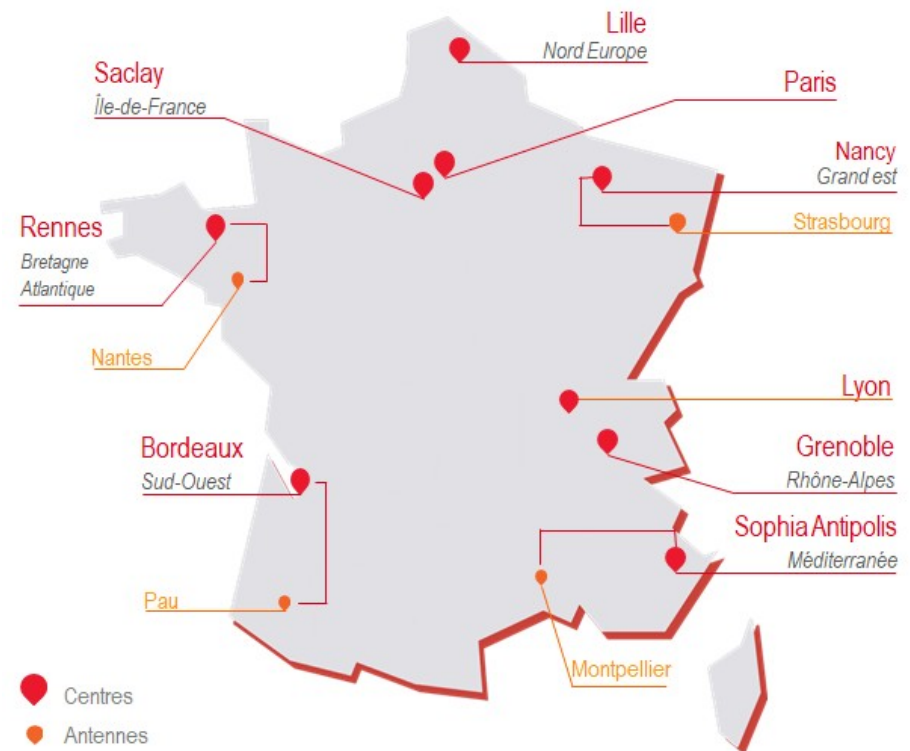 Lille
Nord Europe
Saclay
Île-de-France
Paris
Nancy
Grand est
Strasbourg
Rennes
Bretagne
Atlantique
Nantes
Lyon
Bordeaux
Sud-Ouest
Grenoble
Rhône-Alpes
Sophia Antipolis
Méditerranée
Pau
Montpellier
Centres
Antennes